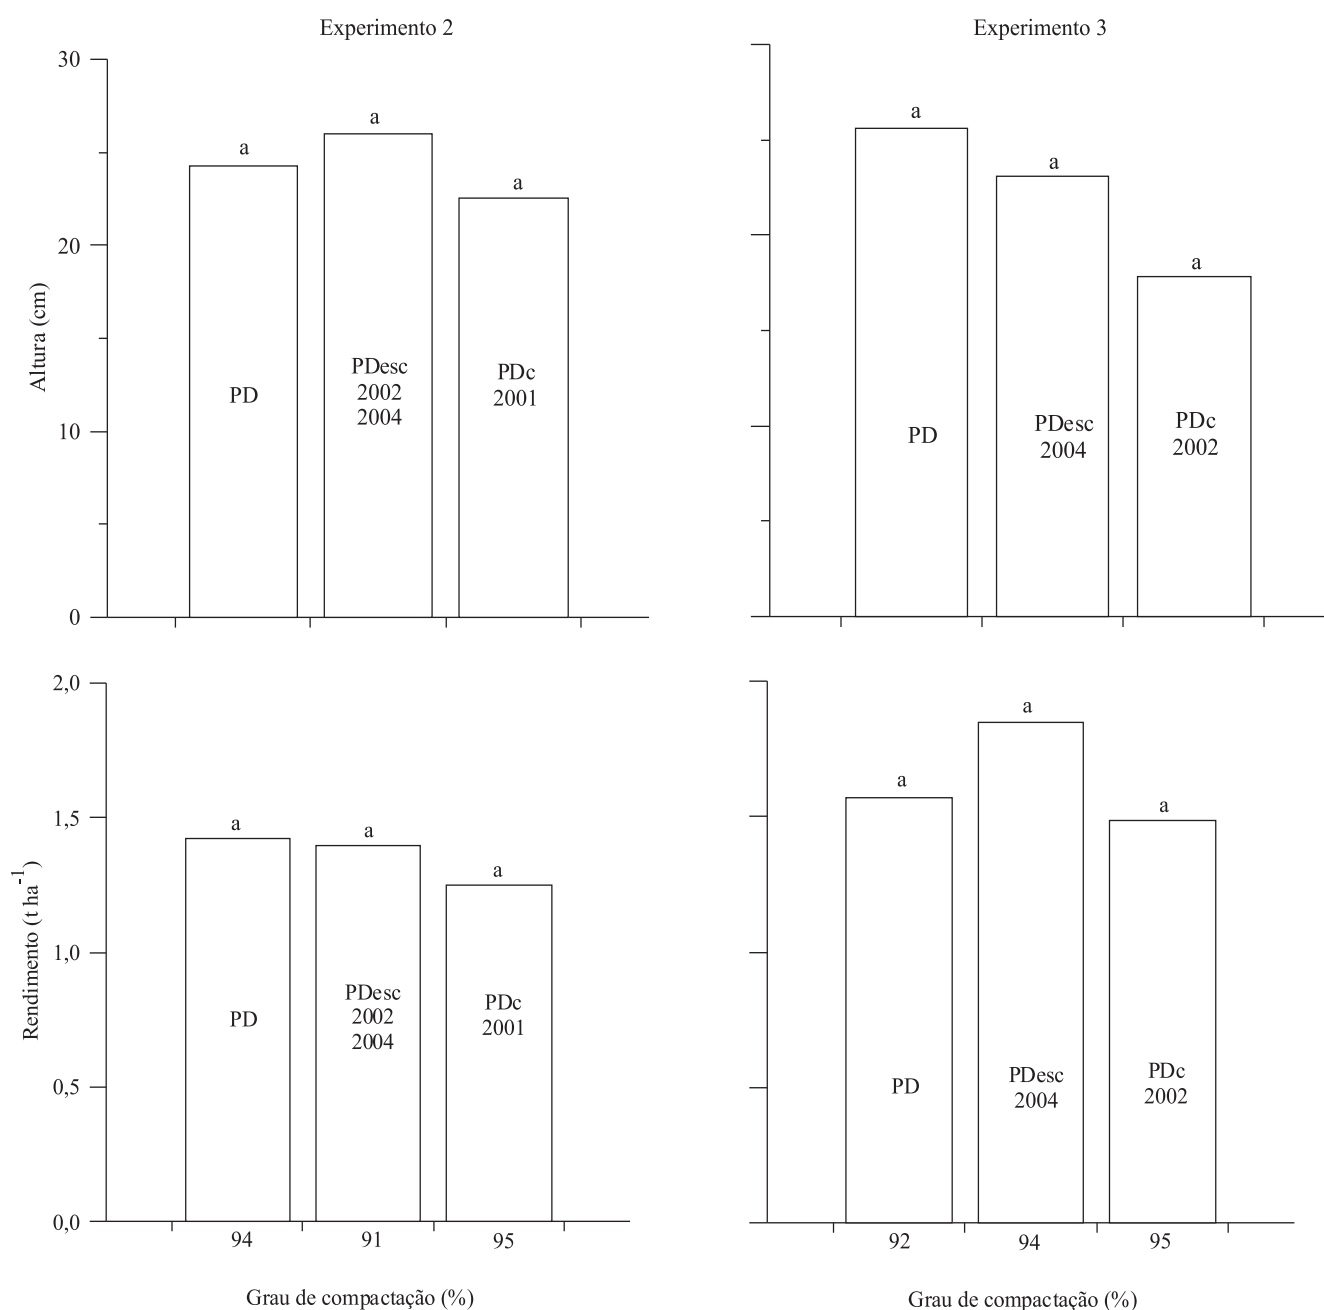 Experimento 2
Experimento 3
Altura (cm)
30
20
10
0
a
a
a
PD
PDesc
2002
2004
PDc
2001
a
a
a
PD
PDesc
2004
PDc
2002
Rendimento (t ha-1)
2,0
1,5
1,0
0,5
0,0
a
a
a
PD
PDesc
2002
2004
PDc
2001
94
91
95
Grau de compactação (%)
a
a
a
PD
PDesc
2004
PDc
2002
92
94
95
Grau de compactação (%)